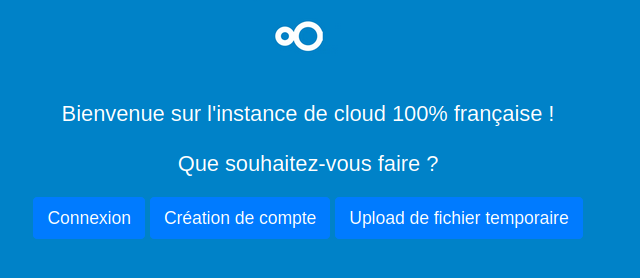 Bienvenue sur l'instance de cloud 100% française !
Que souhaitez-vous faire ?
Connexion Création de compte Upload de fichier temporaire